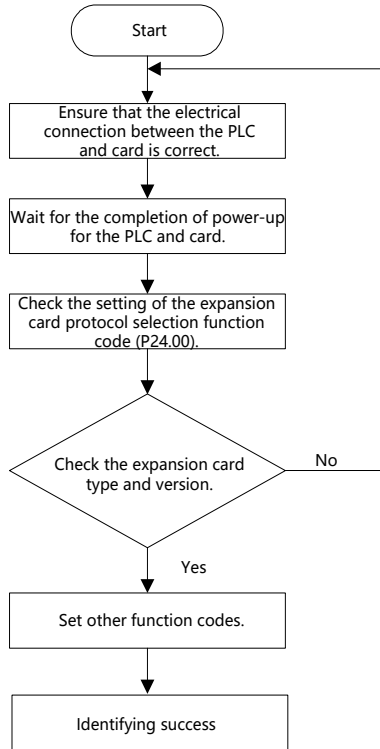 Start
Ensure that the electrical
connection between the PLC
and card is correct.
Wait for the completion of power-up
for the PLC and card.
Check the setting of the expansion
card protocol selection function
code (P24.00).
Check the expansion card
type and version.
No
Yes
Set other function codes.
Identifying success